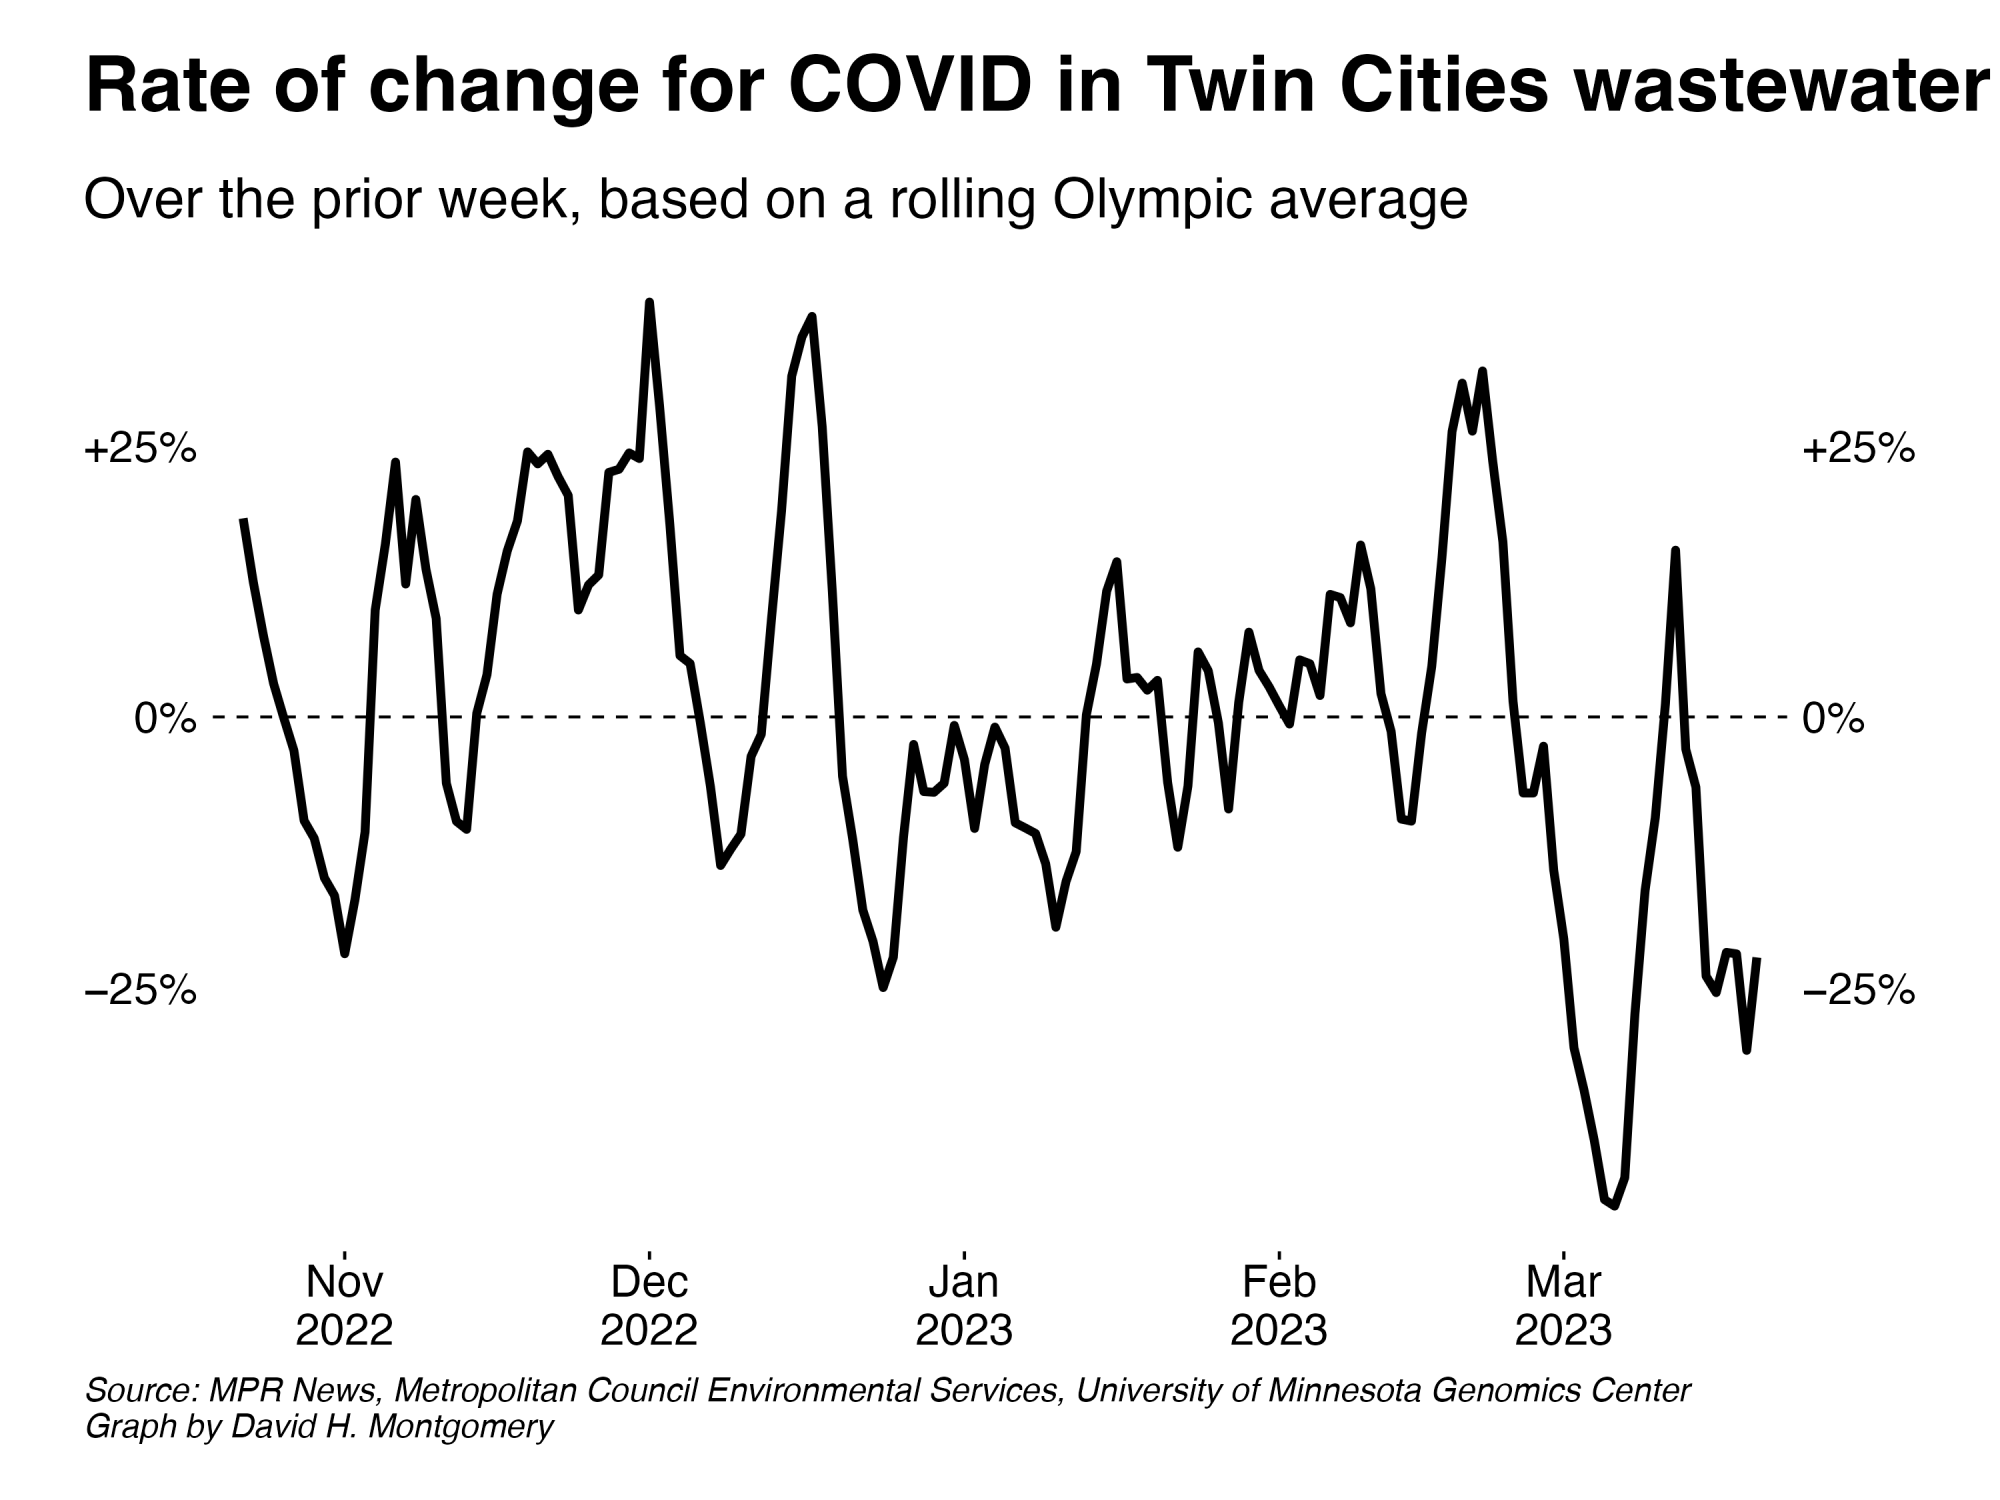 Rate of change for COVID in Twin Cities wastewater
Over the prior week, based on a rolling Olympic average
+25% +25%
0% 0%
−25% −25%
Nov Dec Jan Feb Mar
2022 2022 2023 2023 2023
Source: MPR News, Metropolitan Council Environmental Services, University of Minnesota Genomics Center
Graph by David H. Montgomery